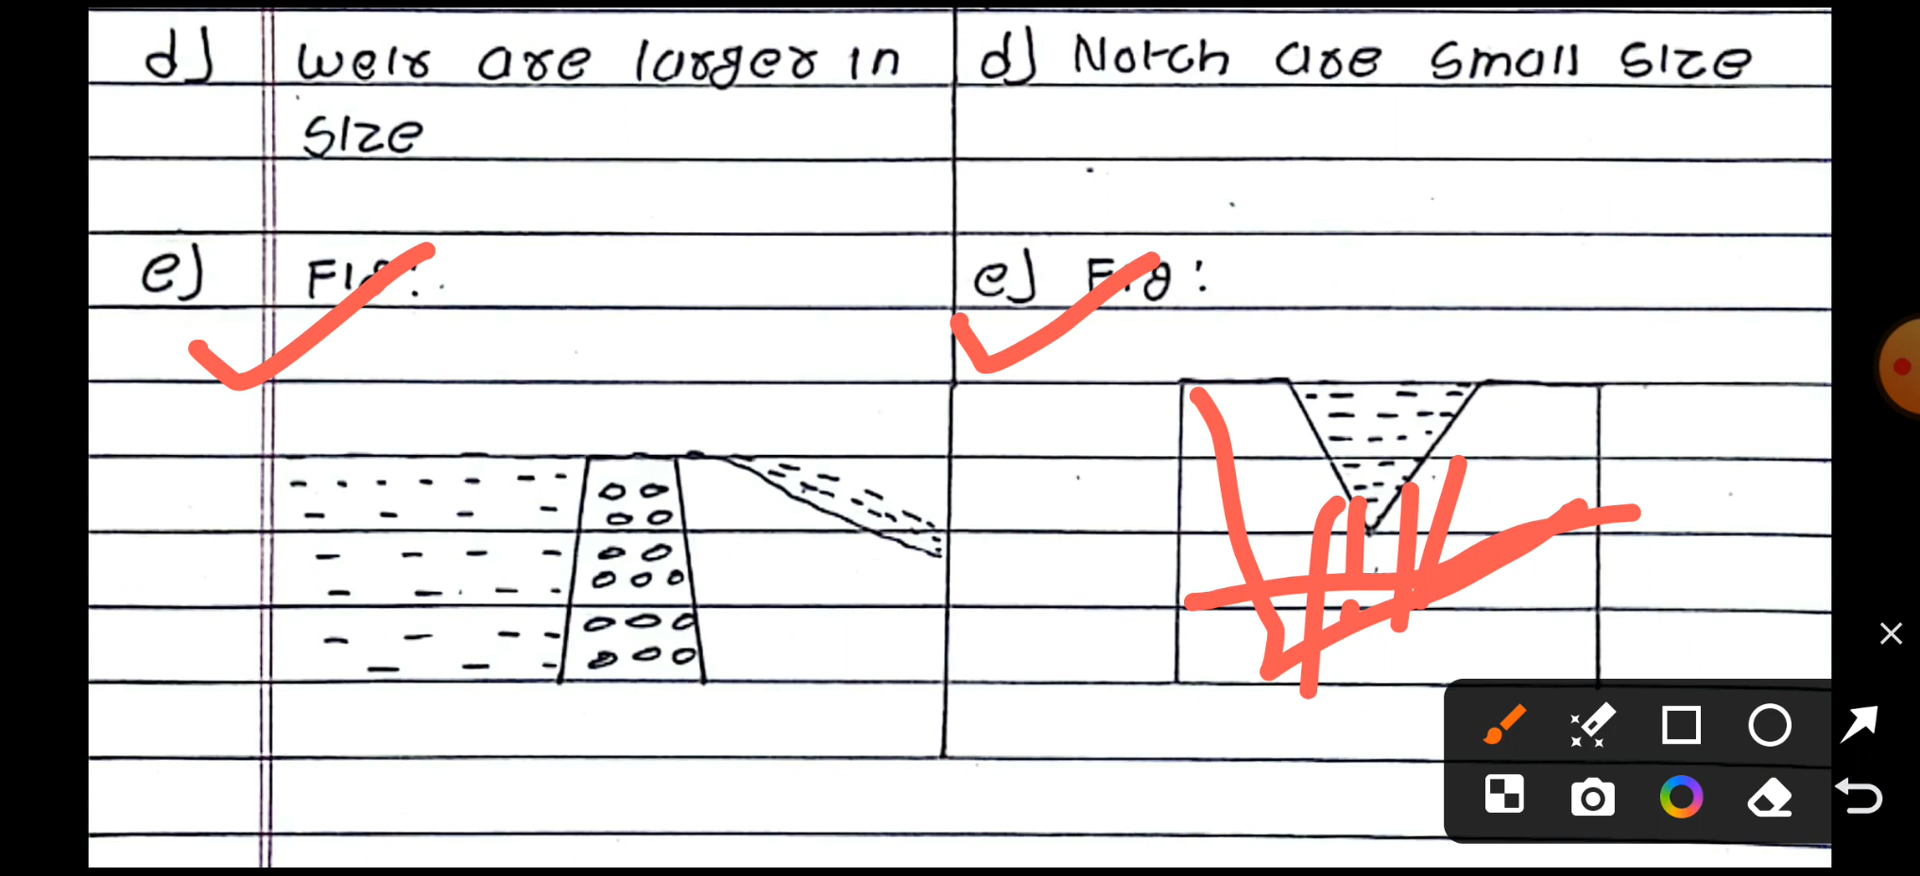 d) weir are larger in
size
d) Notch are small size
e) Fig:
e) Fig: